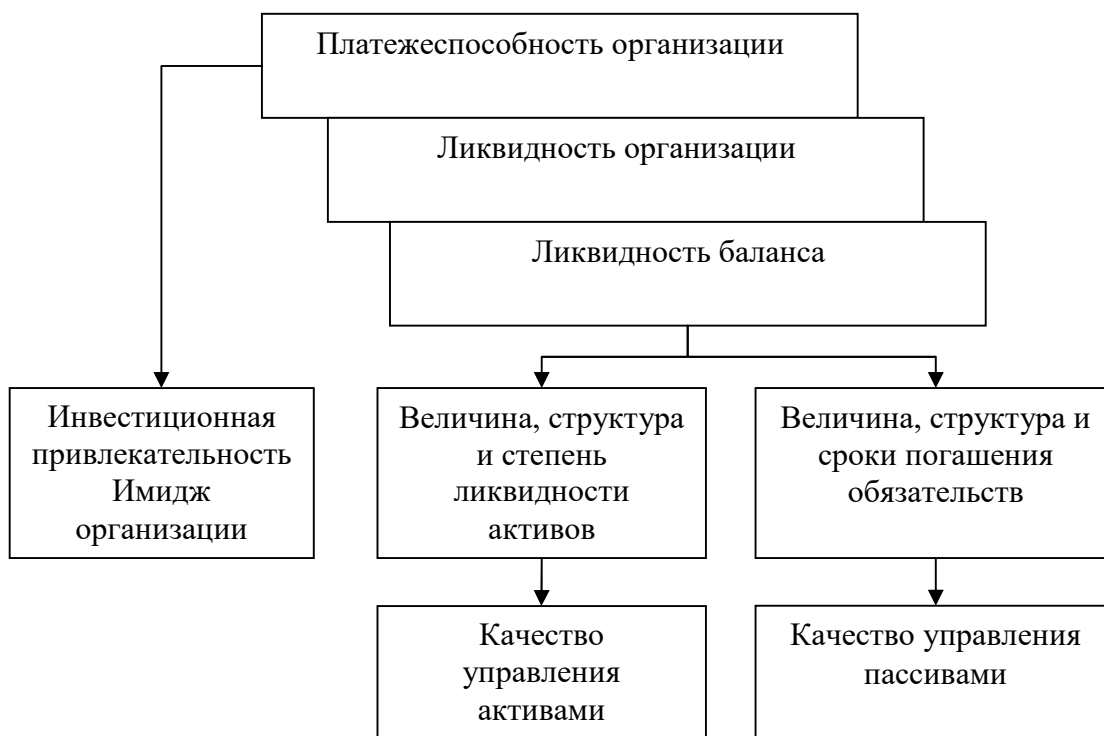 Платежеспособность организации
Ликвидность организации
Ликвидность баланса
Инвестиционная
привлекательность
Имидж
организации
Величина, структура
и степень
ликвидности
активов
Величина, структура и
сроки погашения
обязательств
Качество
управления
активами
Качество управления
пассивами